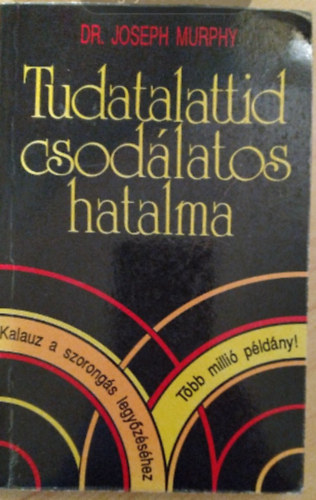 DR. JOSEPH MURPHY
Tudatalattid
csodálatos
hatalma
Kalauz a szorongás legyőzéséhez
Több millió példány!